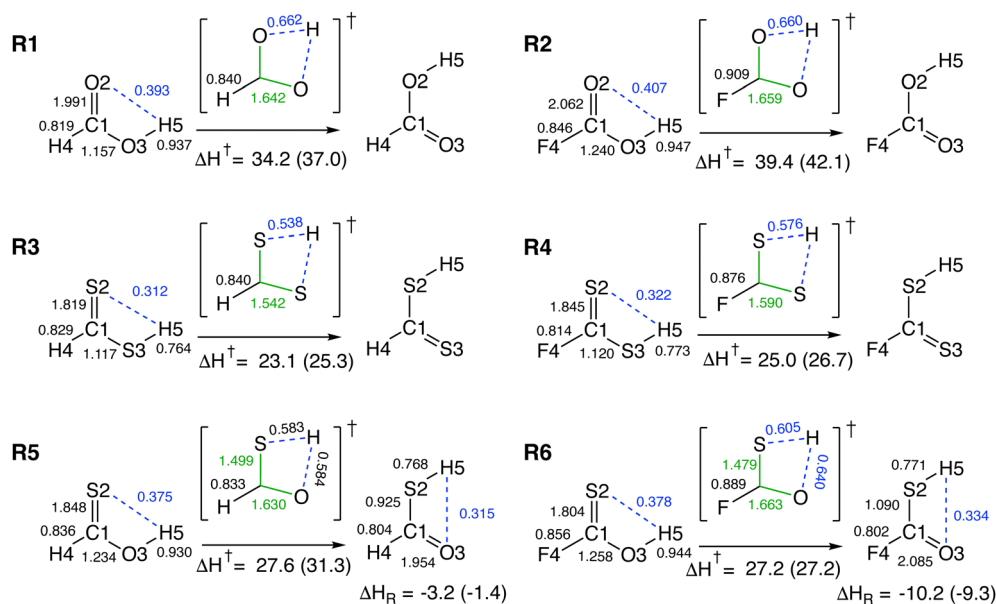 R1
O2
1.991
0.393
0.819
C1
H5
H4
1.157
O3
0.937
0.662
O
H
†
0.840
H
O
1.642
ΔH† = 34.2 (37.0)
H5
O2
C1
H4
O3
R2
O2
2.062
0.407
0.846
C1
H5
F4
1.240
O3
0.947
0.660
O
H
†
0.909
F
O
1.659
ΔH† = 39.4 (42.1)
H5
O2
C1
F4
O3
R3
S2
1.819
0.312
0.829
C1
H5
H4
1.117
S3
0.764
0.538
S
H
†
0.840
H
S
1.542
ΔH† = 23.1 (25.3)
H5
S2
C1
H4
S3
R4
S2
1.845
0.322
0.814
C1
H5
F4
1.120
S3
0.773
0.576
S
H
†
0.876
F
S
1.590
ΔH† = 25.0 (26.7)
H5
S2
C1
F4
S3
R5
S2
1.848
0.375
0.836
C1
H5
H4
1.234
O3
0.930
0.583
S
H
†
1.499
0.584
0.833
H
O
1.630
ΔH† = 27.6 (31.3)
0.768
H5
S2
0.925
0.315
0.804
C1
H4
O3
1.954
ΔHR = -3.2 (-1.4)
R6
S2
1.804
0.378
0.856
C1
H5
F4
1.258
O3
0.944
0.605
S
H
†
1.479
0.640
0.889
F
O
1.663
ΔH† = 27.2 (27.2)
0.771
H5
S2
1.090
0.334
0.802
C1
F4
O3
2.085
ΔHR = -10.2 (-9.3)